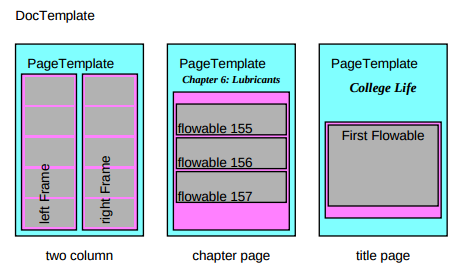 DocTemplate
PageTemplate
left Frame
right Frame
two column
PageTemplate
Chapter 6: Lubricants
flowable 155
flowable 156
flowable 157
chapter page
PageTemplate
College Life
First Flowable
title page